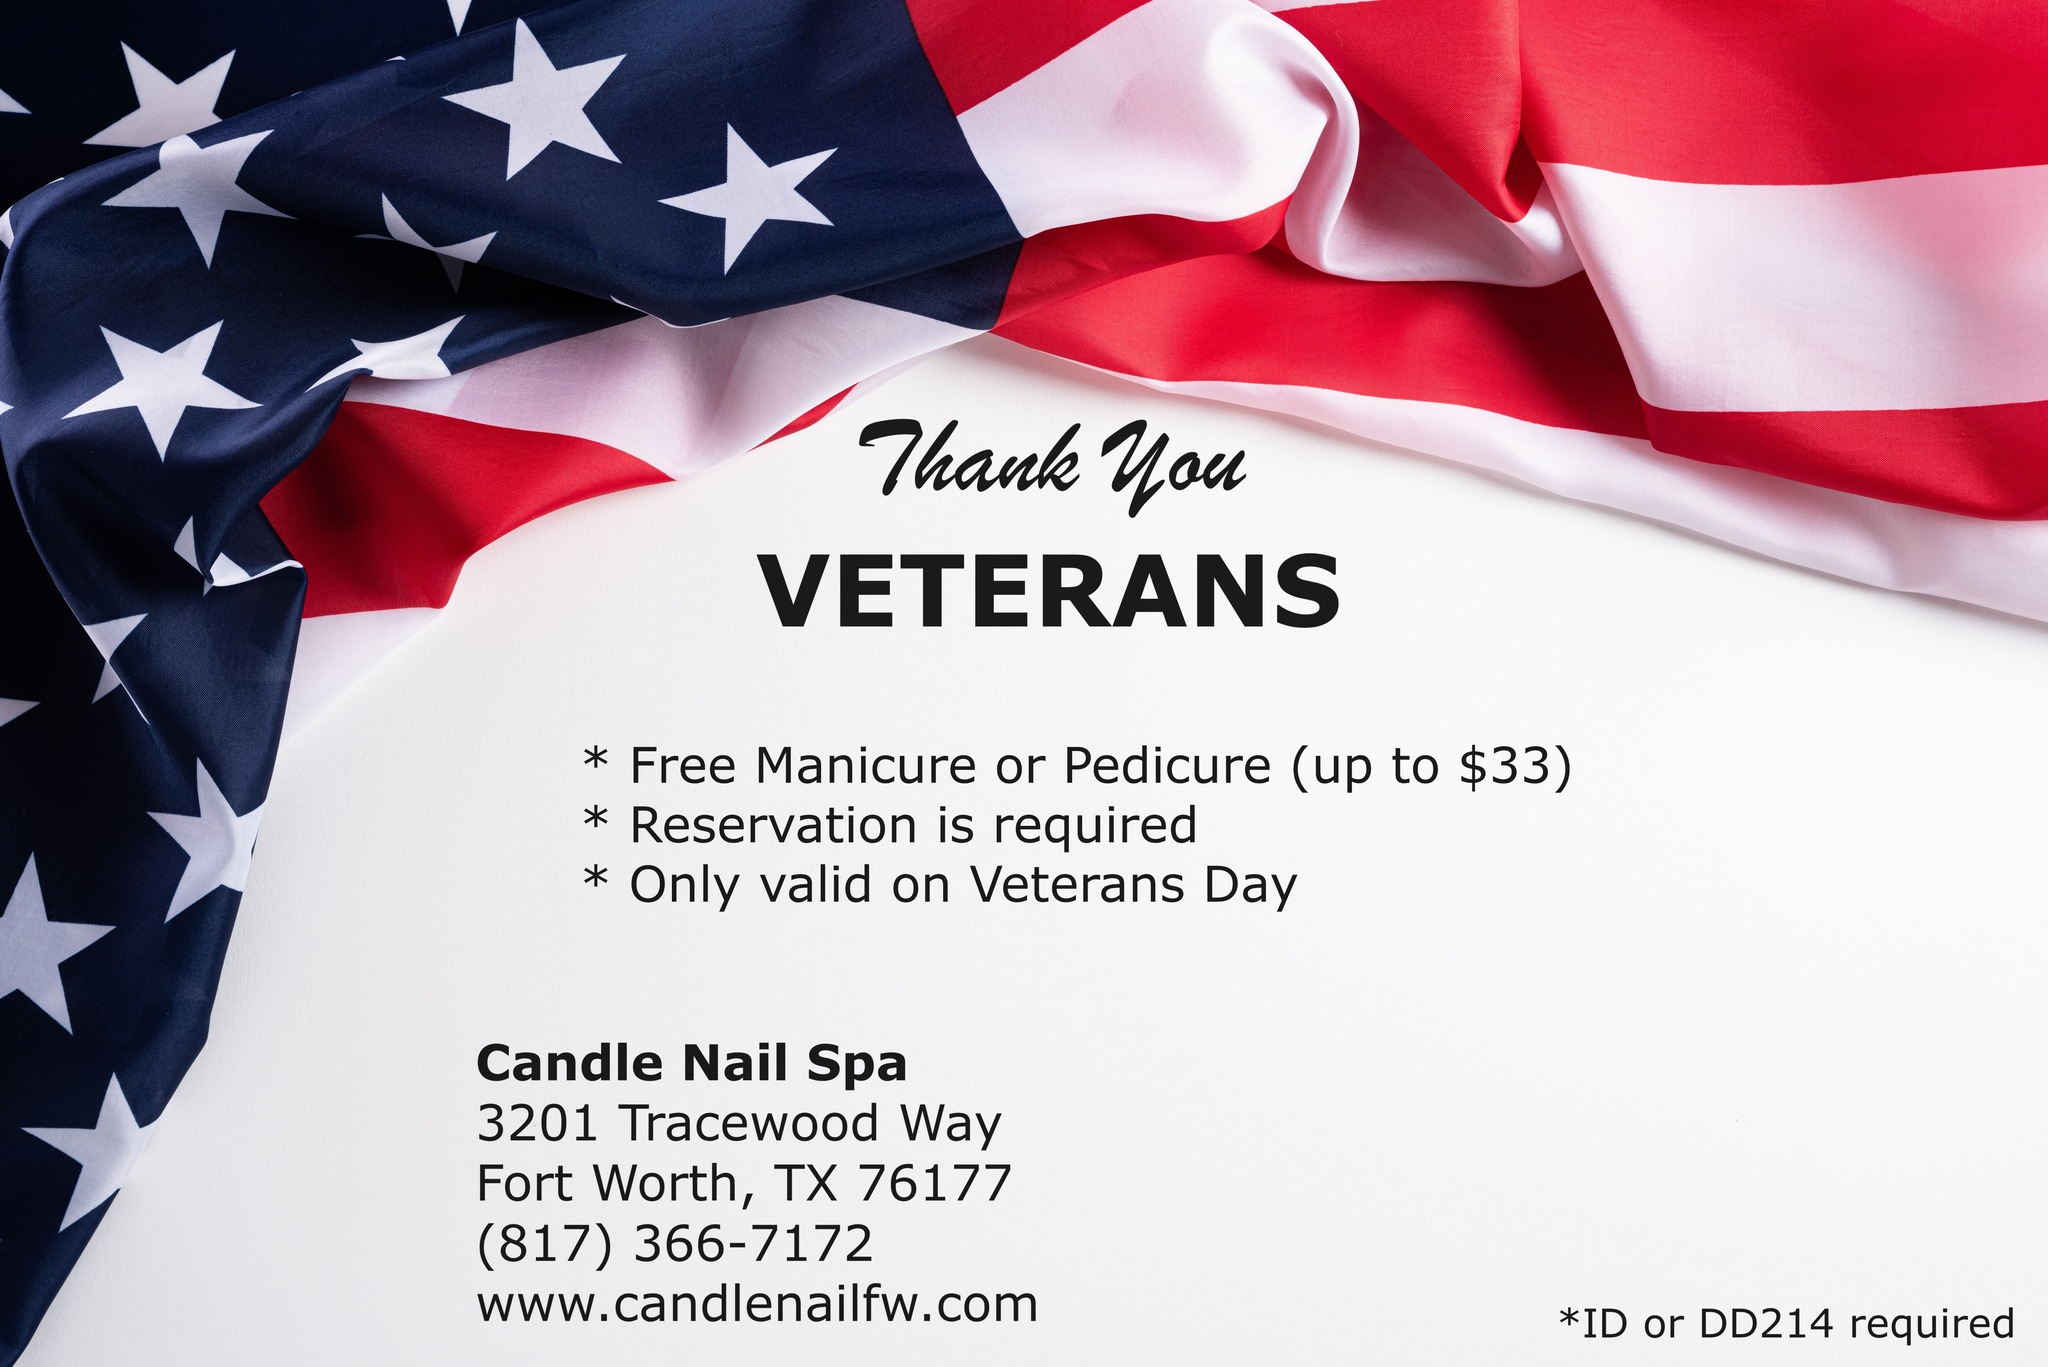 Thank You
VETERANS
* Free Manicure or Pedicure (up to $33)
* Reservation is required
* Only valid on Veterans Day
Candle Nail Spa
3201 Tracewood Way
Fort Worth, TX 76177
(817) 366-7172
www.candlenailfw.com
*ID or DD214 required